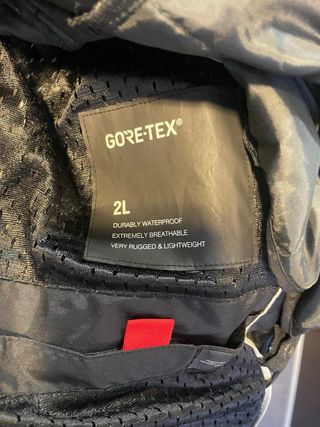 GORE-TEX®
2L
DURABLY WATERPROOF
EXTREMELY BREATHABLE
VERY RUGGED & LIGHTWEIGHT